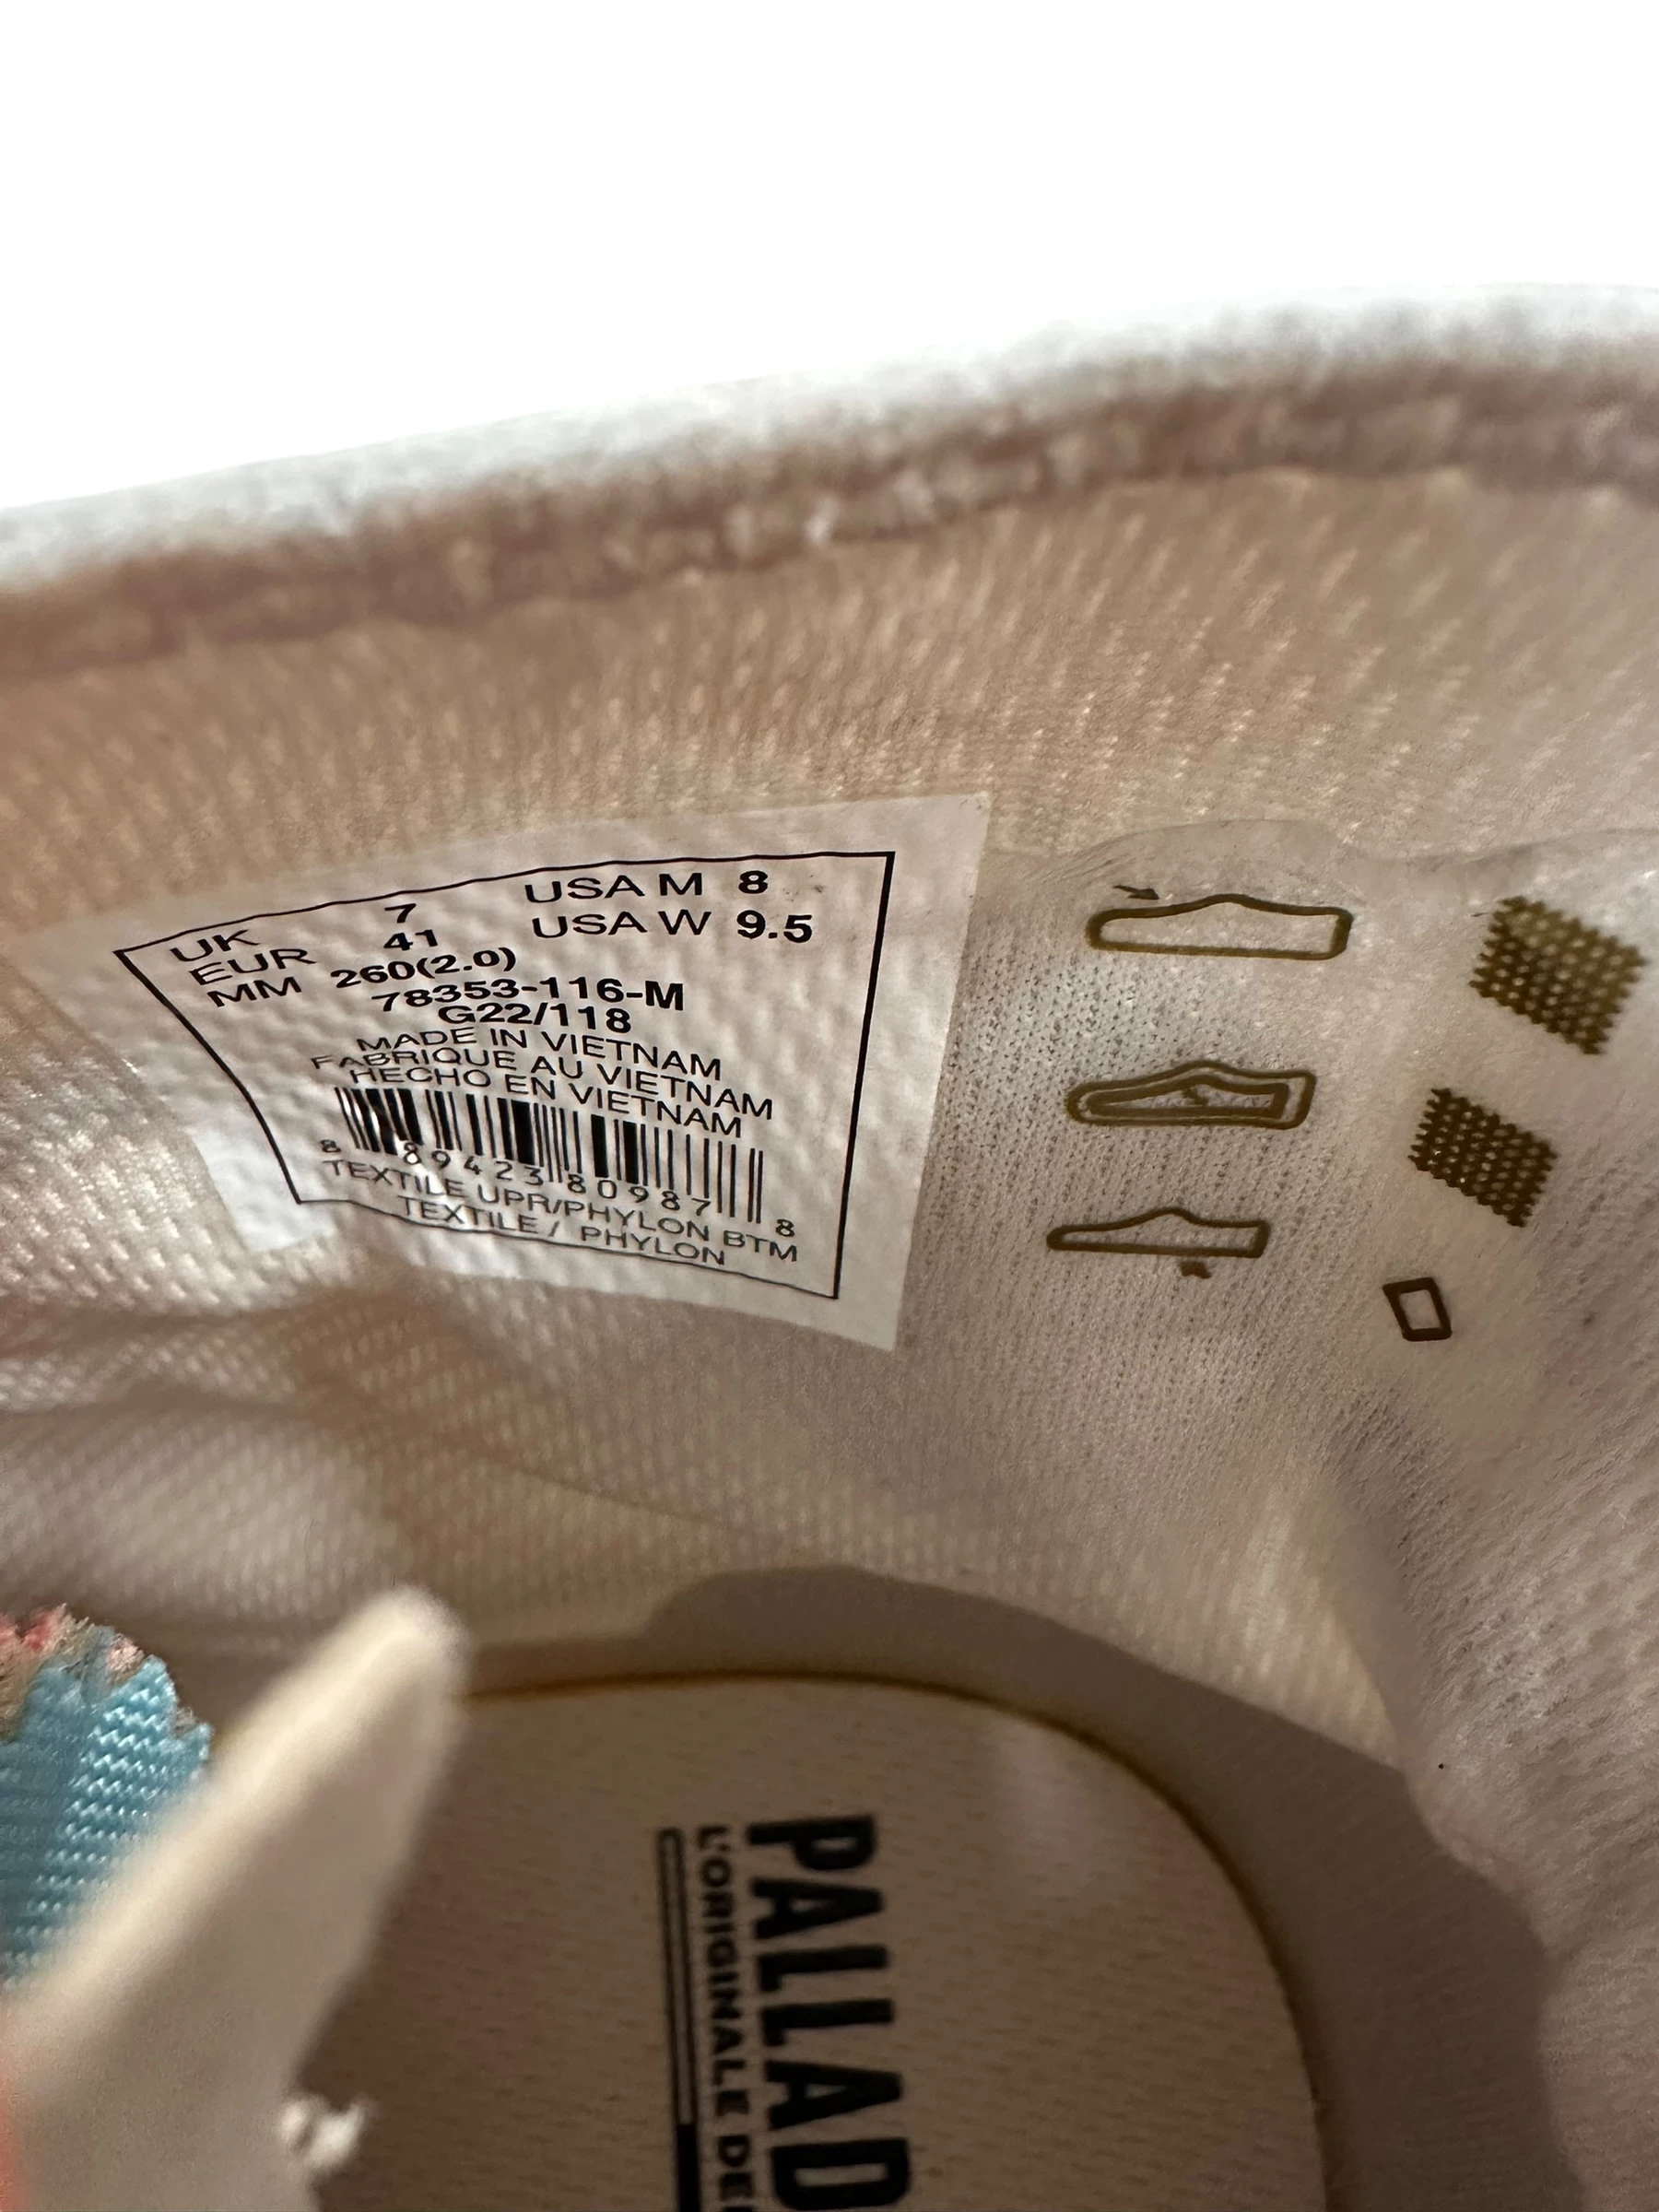 UK 7 USA M 8
EUR 41 USA W 9.5
MM 260(2.0)
78353-116-M
G22/118
MADE IN VIETNAM
FABRIQUE AU VIETNAM
HECHO EN VIETNAM
8 89423 80987 8
TEXTILE UPR/PHYLON BTM
TEXTILE / PHYLON
PALLAD
L'ORIGINALE DE